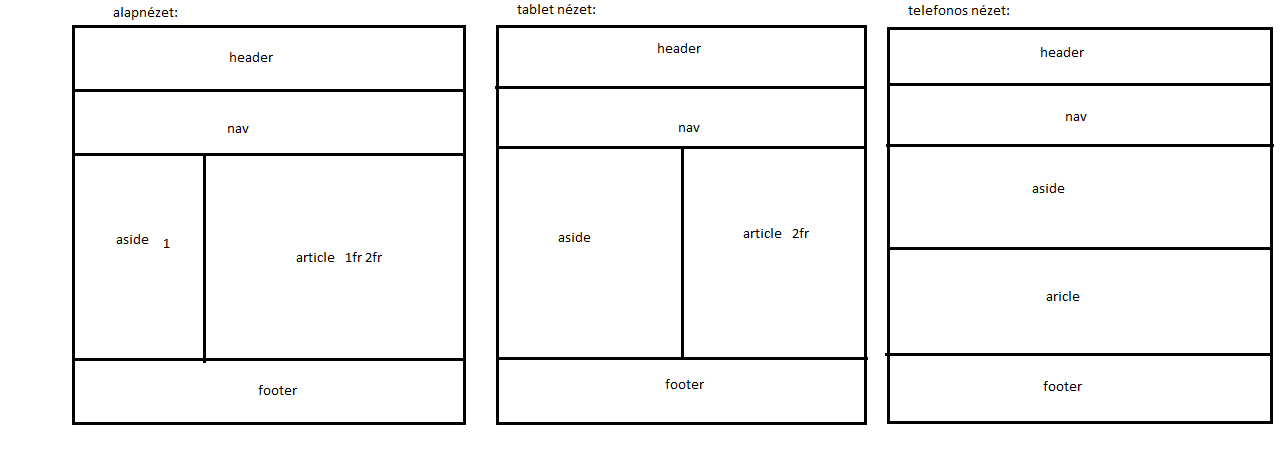 alapnézet:
header
nav
aside 1
article 1fr 2fr
footer
tablet nézet:
header
nav
aside
article 2fr
footer
telefonos nézet:
header
nav
aside
aricle
footer